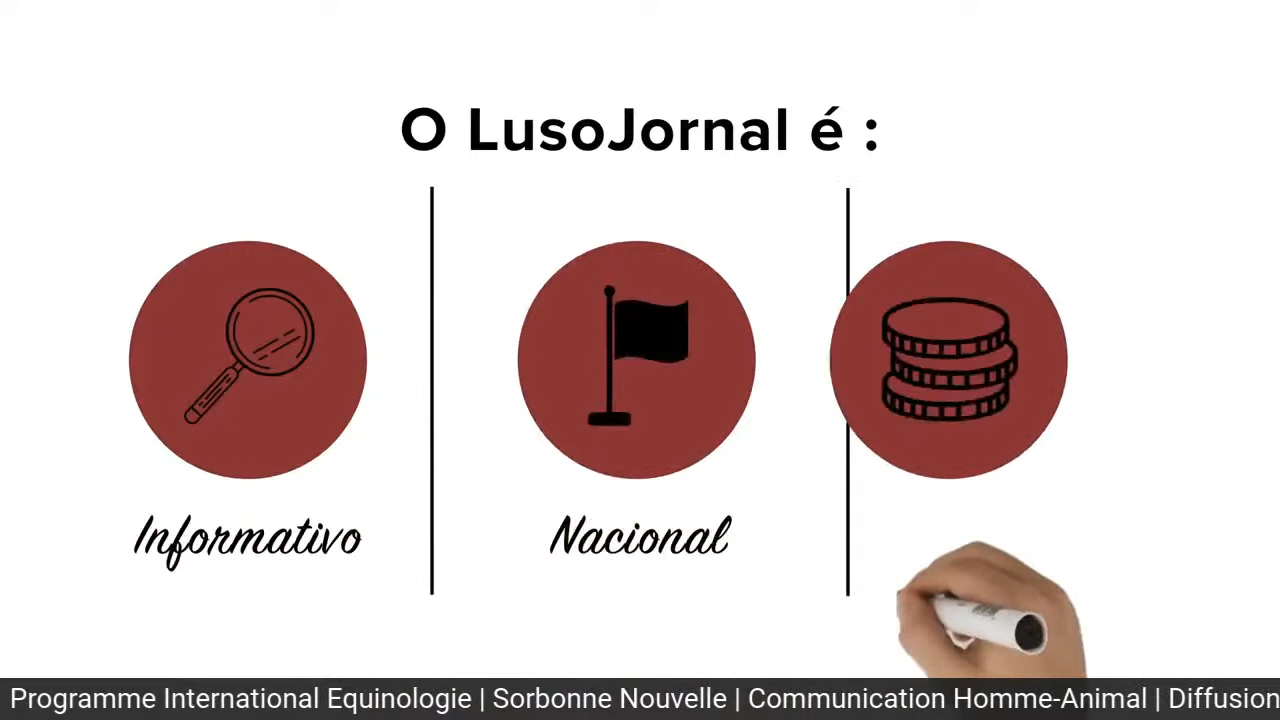 O LusoJornal é :
Informativo
Nacional
Programme International Equinologie | Sorbonne Nouvelle | Communication Homme-Animal | Diffusion